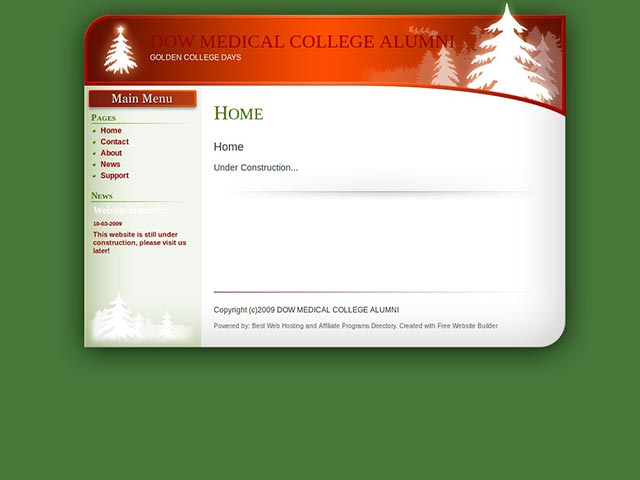 DOW MEDICAL COLLEGE ALUMNI
GOLDEN COLLEGE DAYS
Main Menu
PAGES
Home
Contact
About
News
Support
NEWS
Website created!..
10-03-2009
This website is still under
construction, please visit us
later!
HOME
Home
Under Construction...
Copyright (c)2009 DOW MEDICAL COLLEGE ALUMNI
Powered by: Best Web Hosting and Affiliate Programs Directory. Created with Free Website Builder